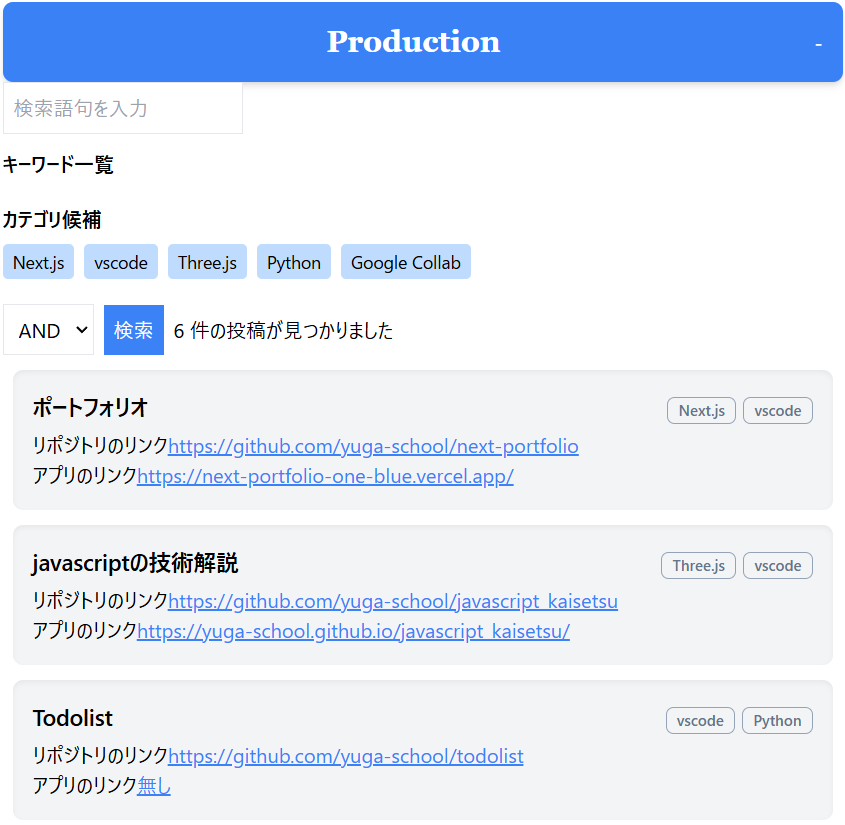 Production
-
検索語句を入力
キーワード一覧
カテゴリ候補
Next.js vscode Three.js Python Google Collab
AND 検索 6 件の投稿が見つかりました
ポートフォリオ Next.js vscode
リポジトリのリンクhttps://github.com/yuga-school/next-portfolio
アプリのリンクhttps://next-portfolio-one-blue.vercel.app/
javascriptの技術解説 Three.js vscode
リポジトリのリンクhttps://github.com/yuga-school/javascript_kaisetsu
アプリのリンクhttps://yuga-school.github.io/javascript_kaisetsu/
Todolist vscode Python
リポジトリのリンクhttps://github.com/yuga-school/todolist
アプリのリンク無し